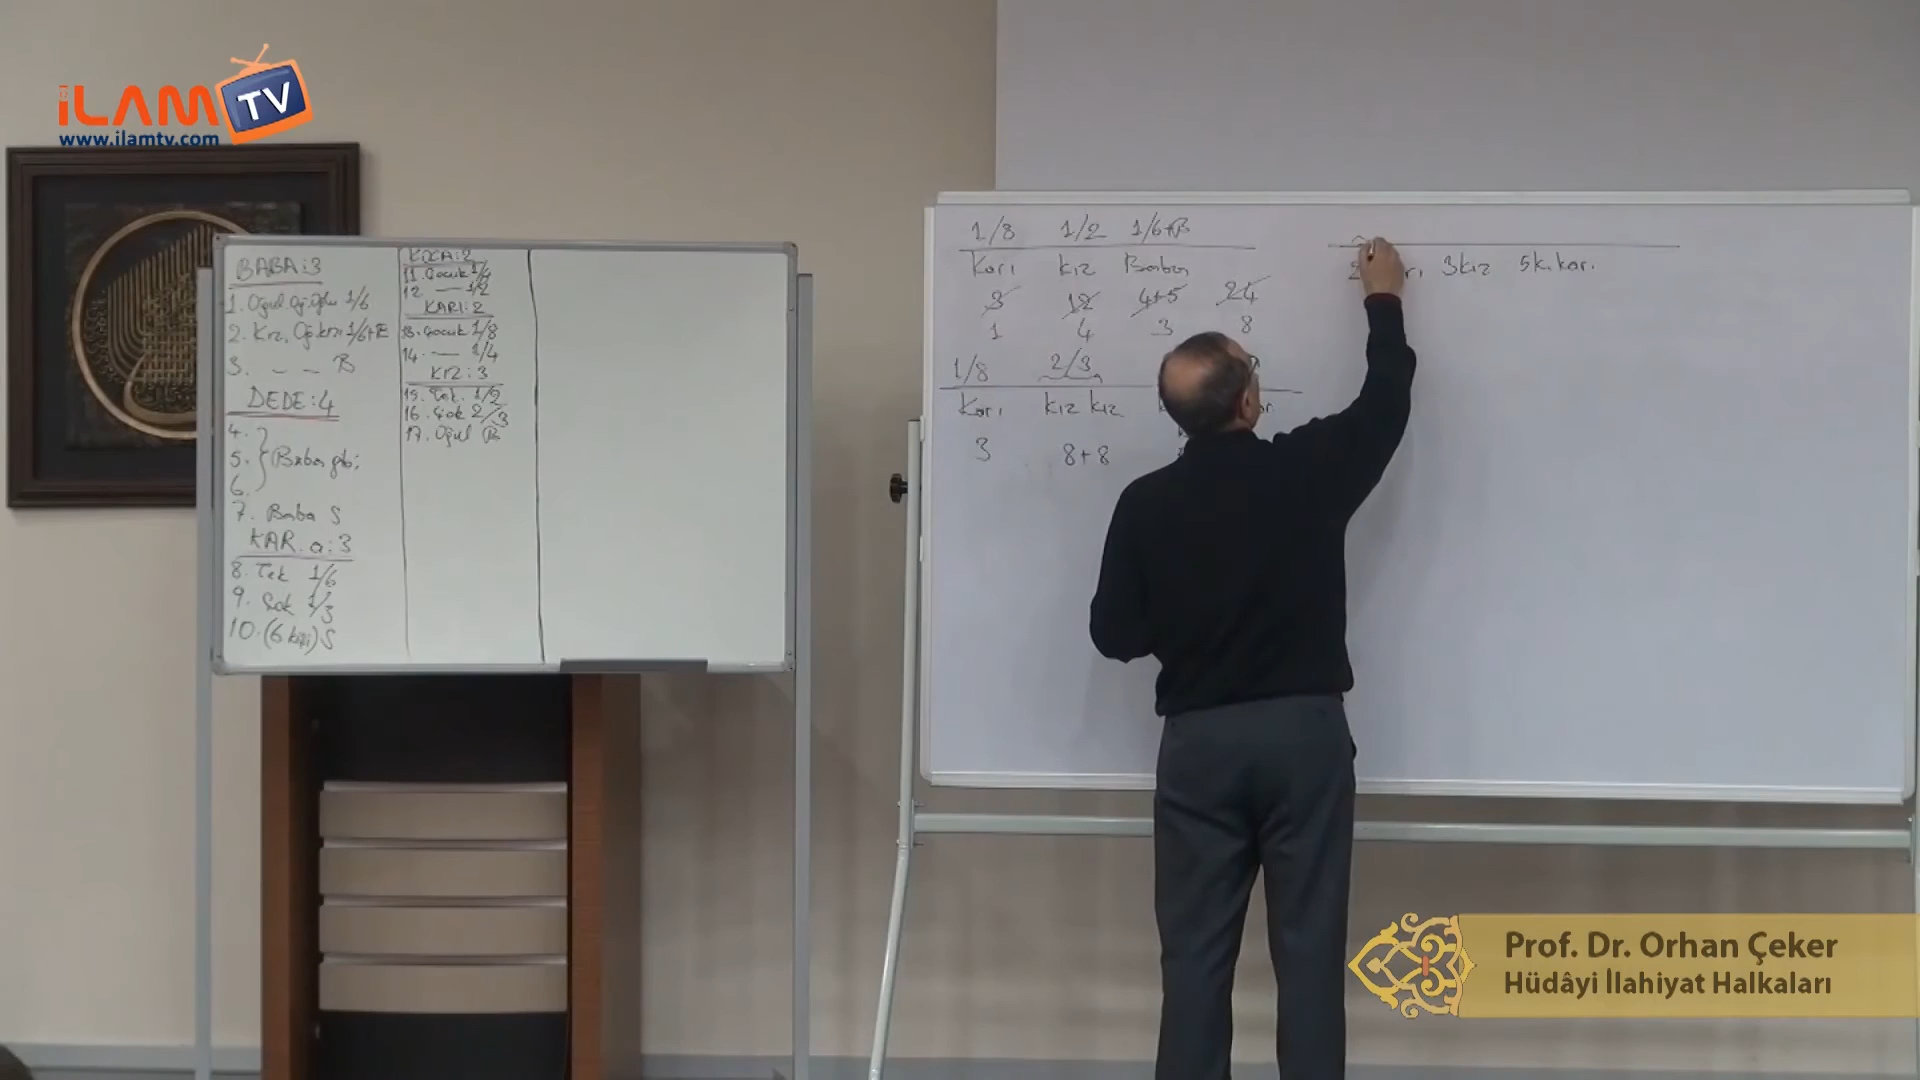 iLAM TV
www.ilamtv.com
BABA:3
1. Oğul. Oğ. Oğlu 1/6
2. Kız, Oğ kızı 1/6+B
3. — — B
DEDE:4
4.
5. } Baba gibi
6.
7. Baba S
KAR. a:3
8. Tek 1/6
9. Çok 1/3
10. (6 kişi) S
KOCA:2
11. Çocuk 1/4
12. — 1/2
KARI:2
13. Çocuk 1/8
14. — 1/4
KIZ:3
15. Tek. 1/2
16. Çok 2/3
17. Oğul B
1/8 1/2 1/6+B
Karı Kız Baba
3 12 4+5 24
1 4 3 8
1/8 2/3
Karı kız kız
3 8+8
3kız 5k.kar.
Prof. Dr. Orhan Çeker
Hüdâyi İlahiyat Halkaları